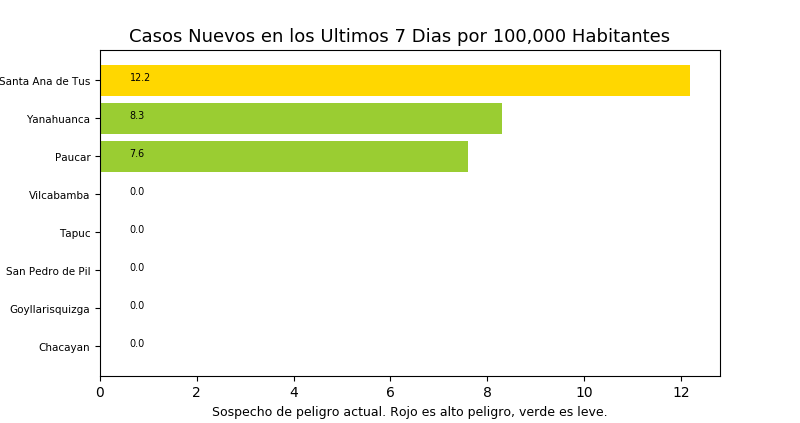 Casos Nuevos en los Ultimos 7 Dias por 100,000 Habitantes
Santa Ana de Tus 12.2
Yanahuanca 8.3
Paucar 7.6
Vilcabamba 0.0
Tapuc 0.0
San Pedro de Pil 0.0
Goyllarisquizga 0.0
Chacayan 0.0
0 2 4 6 8 10 12
Sospecho de peligro actual. Rojo es alto peligro, verde es leve.